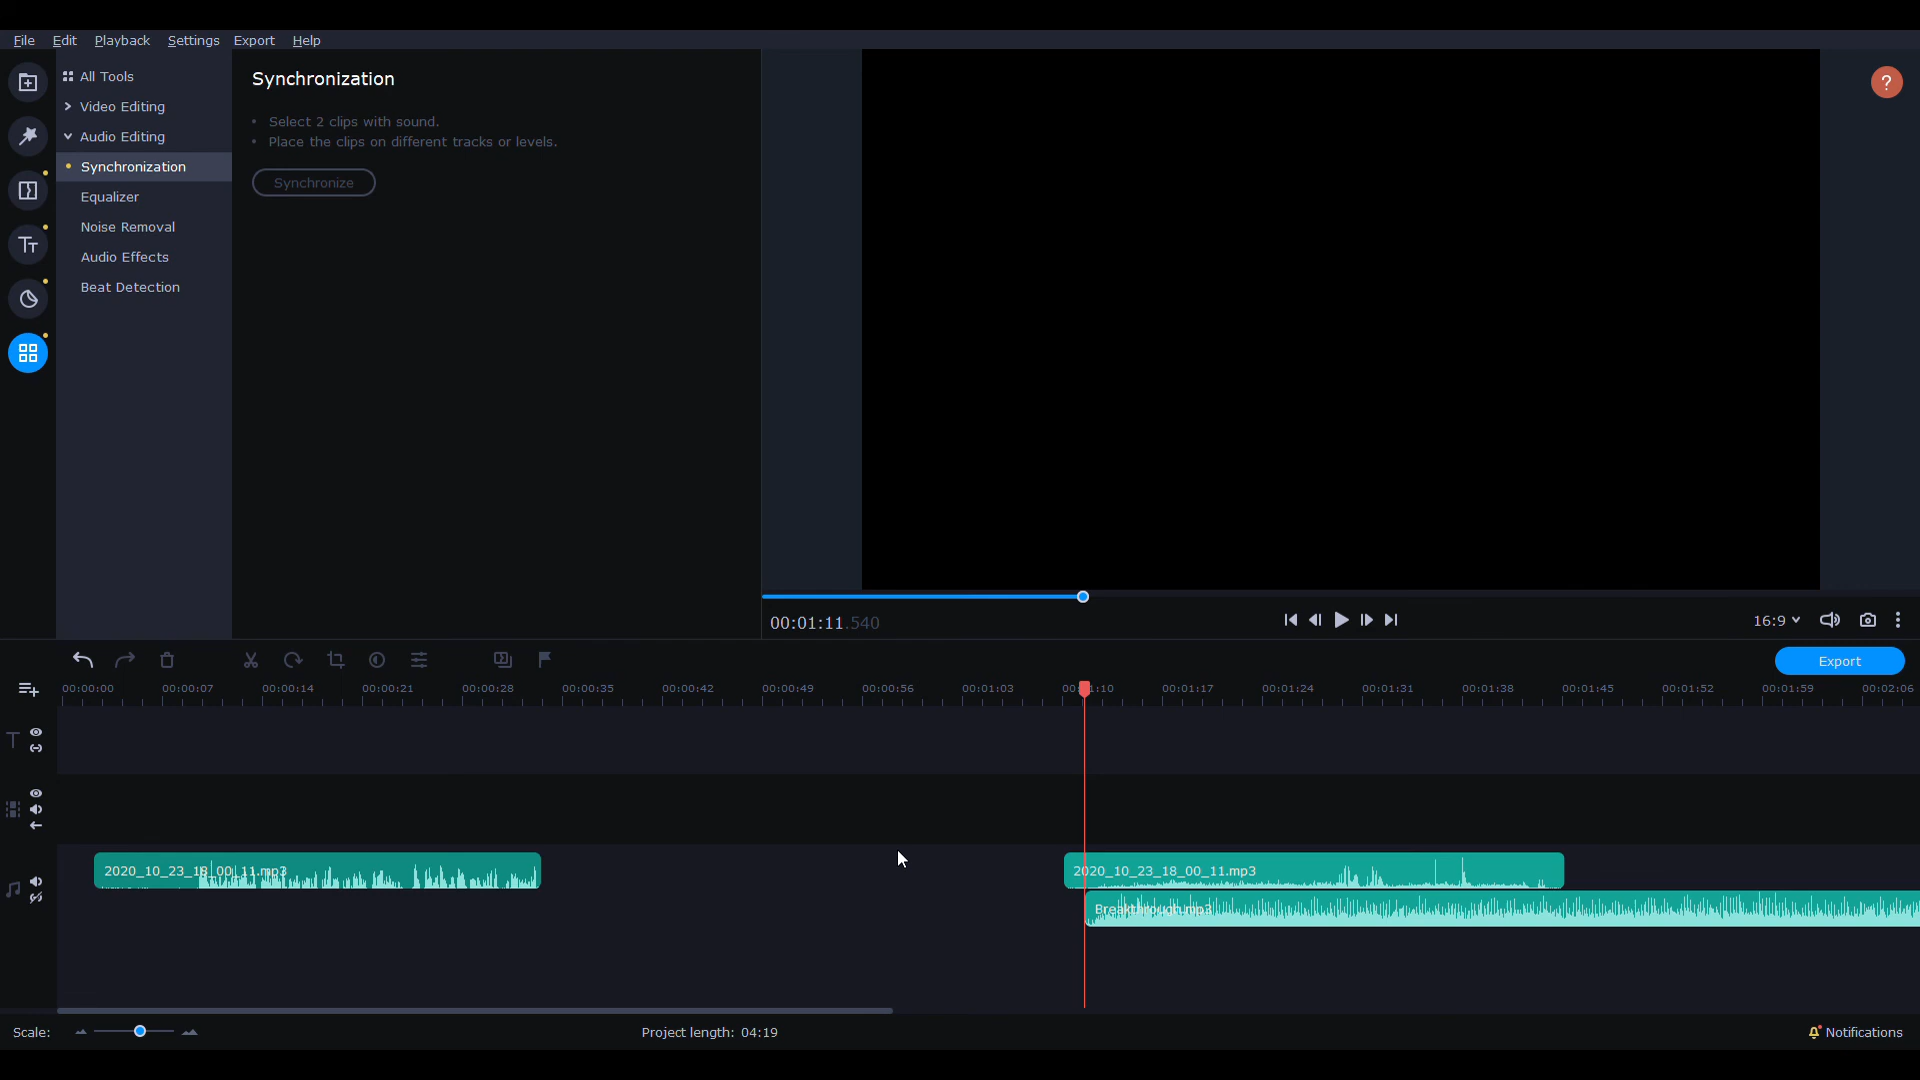 File Edit Playback Settings Export Help
All Tools
Video Editing
Audio Editing
Synchronization
Equalizer
Noise Removal
Audio Effects
Beat Detection
Synchronization
• Select 2 clips with sound.
• Place the clips on different tracks or levels.
Synchronize
?
00:01:11.540
16:9
Export
00:00:00 00:00:07 00:00:14 00:00:21 00:00:28 00:00:35 00:00:42 00:00:49 00:00:56 00:01:03 00:01:10 00:01:17 00:01:24 00:01:31 00:01:38 00:01:45 00:01:52 00:01:59 00:02:06
2020_10_23_18_00_11.mp3
2020_10_23_18_00_11.mp3
Breakthrough.mp3
Scale:
Project length: 04:19
Notifications